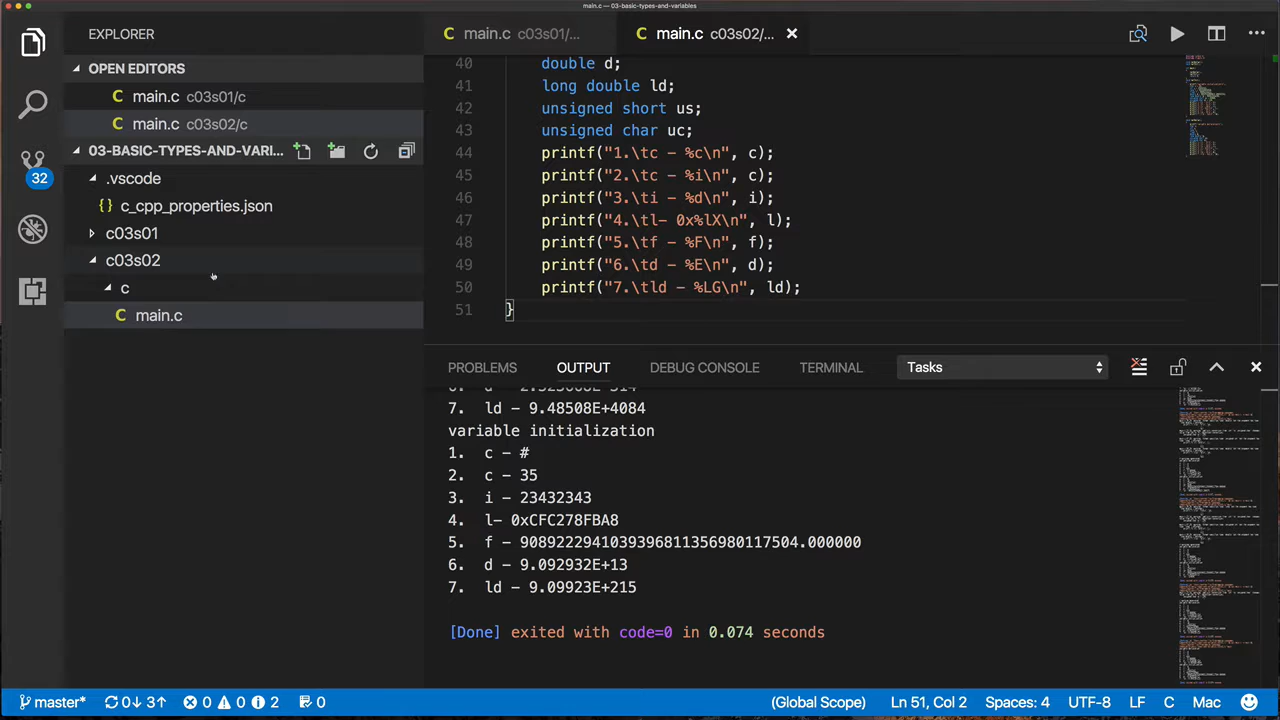 main.c — 03-basic-types-and-variables
EXPLORER
main.c c03s01/...
main.c c03s02/...
OPEN EDITORS
main.c c03s01/c
main.c c03s02/c
03-BASIC-TYPES-AND-VARI...
.vscode
{} c_cpp_properties.json
c03s01
c03s02
c
main.c
32
40 double d;
41 long double ld;
42 unsigned short us;
43 unsigned char uc;
44 printf("1.\tc - %c\n", c);
45 printf("2.\tc - %i\n", c);
46 printf("3.\ti - %d\n", i);
47 printf("4.\tl- 0x%lX\n", l);
48 printf("5.\tf - %F\n", f);
49 printf("6.\td - %E\n", d);
50 printf("7.\tld - %LG\n", ld);
51 }
PROBLEMS OUTPUT DEBUG CONSOLE TERMINAL Tasks
7. ld - 9.48508E+4084
variable intialization
1. c - #
2. c - 35
3. i - 23432343
4. l- 0xCFC278FBA8
5. f - 9082222941039396811356980117504.000000
6. d - 9.092932E+13
7. ld - 9.09923E+215
[Done] exited with code=0 in 0.074 seconds
master* 0↓ 3↑ 0 0 2 0 (Global Scope) Ln 51, Col 2 Spaces: 4 UTF-8 LF C Mac